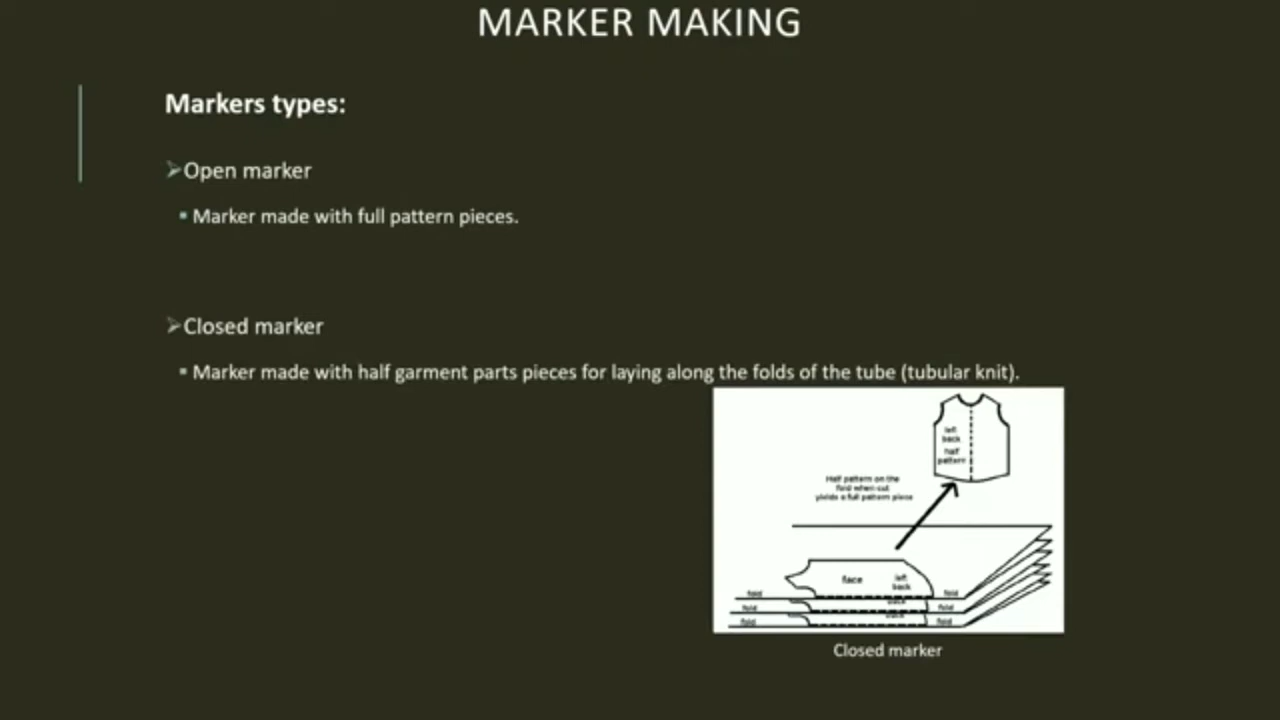 MARKER MAKING
Markers types:
Open marker
Marker made with full pattern pieces.
Closed marker
Marker made with half garment parts pieces for laying along the folds of the tube (tubular knit).
left
back
half
pattern
Half pattern on the
fold when cut
yields a full pattern piece
face
left
back
fold
fold
back
fold
fold
back
fold
fold
Closed marker